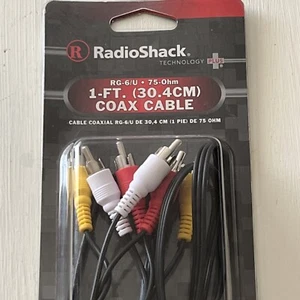 R RadioShack
TECHNOLOGY PLUS
RG-6/U • 75-Ohm
1-FT. (30.4CM)
COAX CABLE
CABLE COAXIAL RG-6/U DE 30,4 CM (1 PIE) DE 75 OHM